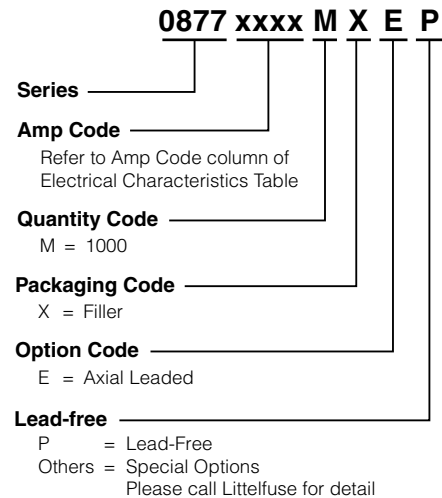 0877 xxxx M X E P
Series
Amp Code
Refer to Amp Code column of
Electrical Characteristics Table
Quantity Code
M = 1000
Packaging Code
X = Filler
Option Code
E = Axial Leaded
Lead-free
P = Lead-Free
Others = Special Options
Please call Littelfuse for detail